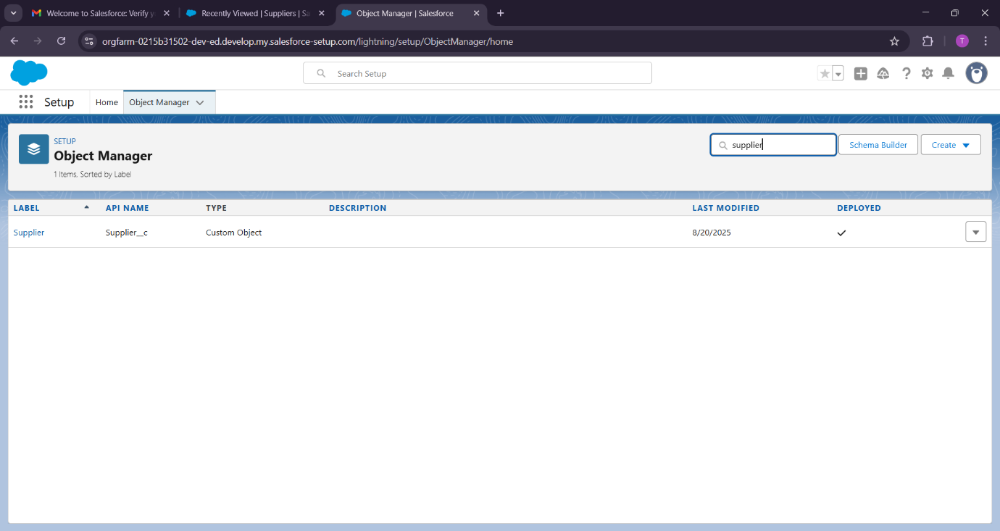 Welcome to Salesforce: Verify y
Recently Viewed | Suppliers | Sa
Object Manager | Salesforce
orgfarm-0215b31502-dev-ed.develop.my.salesforce-setup.com/lightning/setup/ObjectManager/home
T
Search Setup
Setup
Home
Object Manager
SETUP
Object Manager
1 Items, Sorted by Label
supplier
Schema Builder
Create
LABEL API NAME TYPE DESCRIPTION LAST MODIFIED DEPLOYED
Supplier Supplier__c Custom Object 8/20/2025